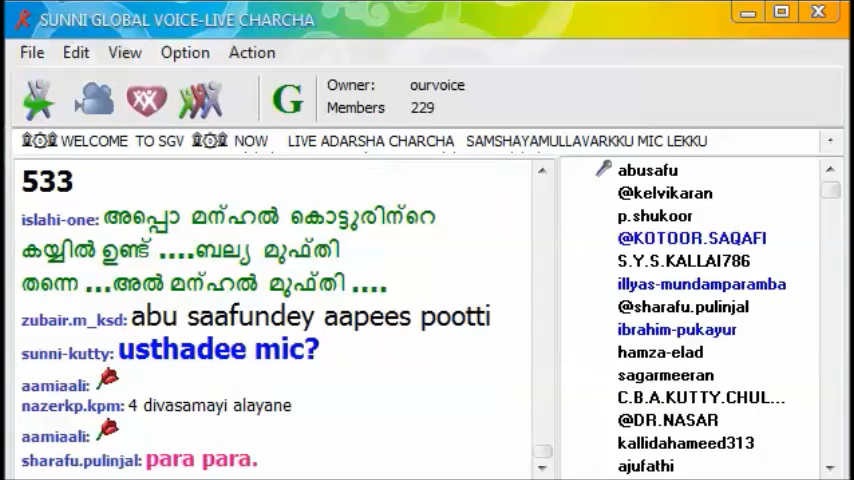 SUNNI GLOBAL VOICE-LIVE CHARCHA
File Edit View Option Action
G
Owner: ourvoice
Members 229
WELCOME TO SGV NOW LIVE ADARSHA CHARCHA SAMSHAYAMULLAVARKKU MIC LEKKU
533
islahi-one: അപ്പൊ മന്ഹൽ കൊട്ടുരിന്റെ
കയ്യിൽ ഉണ്ട് ....ബല്യ മുഫ്തി
തന്നെ ...അൽ മന്ഹൽ മുഫ്തി ....
zubair.m_ksd: abu saafundey aapees pootti
sunni-kutty: usthadee mic?
aamiaali:
nazerkp.kpm: 4 divasamayi alayane
aamiaali:
sharafu.pulinjal: para para.
abusafu
@kelvikaran
p.shukoor
@KOTOOR.SAQAFI
S.Y.S.KALLAI786
illyas-mundamparamba
@sharafu.pulinjal
ibrahim-pukayur
hamza-elad
sagarmeeran
C.B.A.KUTTY.CHUL...
@DR.NASAR
kallidahameed313
ajufathi